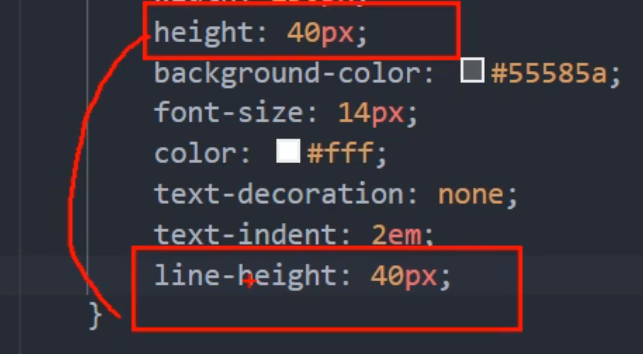 height: 40px;
background-color: #55585a;
font-size: 14px;
color: #fff;
text-decoration: none;
text-indent: 2em;
line-height: 40px;
}